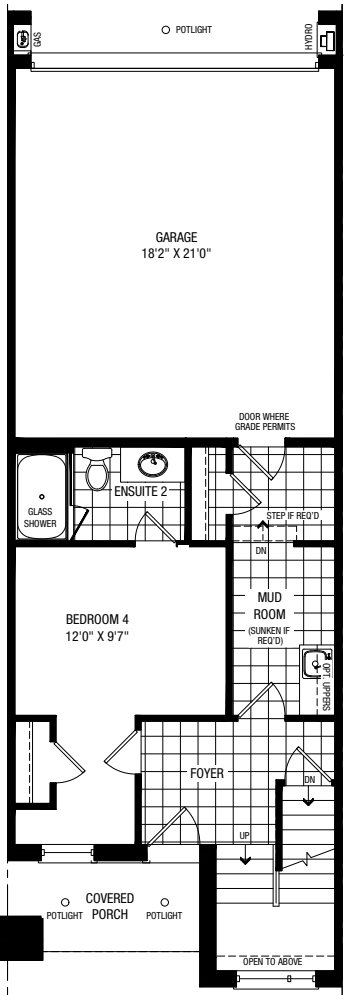 POTLIGHT
GAS
HYDRO
GARAGE
18'2" X 21'0"
DOOR WHERE
GRADE PERMITS
ENSUITE 2
GLASS
SHOWER
STEP IF REQ'D
DN
BEDROOM 4
12'0" X 9'7"
MUD
ROOM
(SUNKEN IF
REQ'D)
OPT. UPPERS
FOYER
DN
UP
COVERED
PORCH
POTLIGHT
POTLIGHT
OPEN TO ABOVE